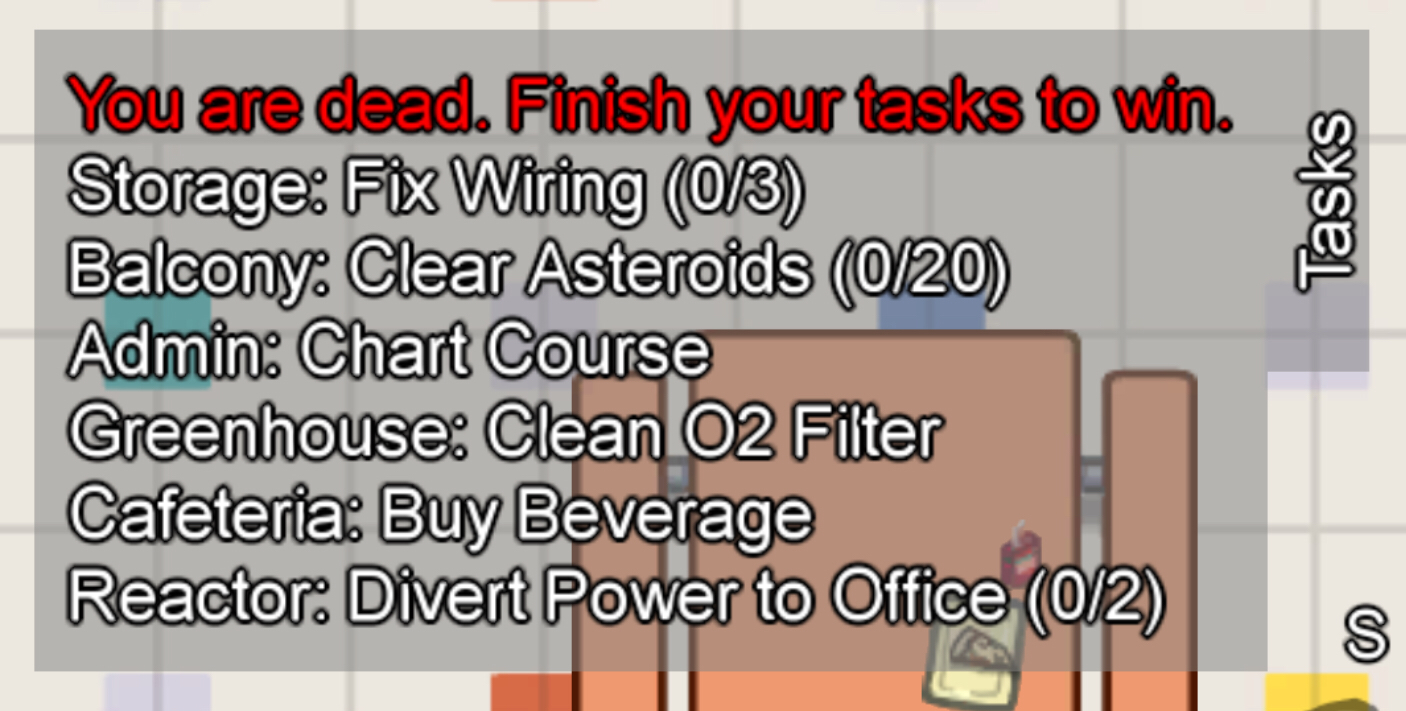 You are dead. Finish your tasks to win.
Storage: Fix Wiring (0/3)
Balcony: Clear Asteroids (0/20)
Admin: Chart Course
Greenhouse: Clean O2 Filter
Cafeteria: Buy Beverage
Reactor: Divert Power to Office (0/2)
Tasks
S